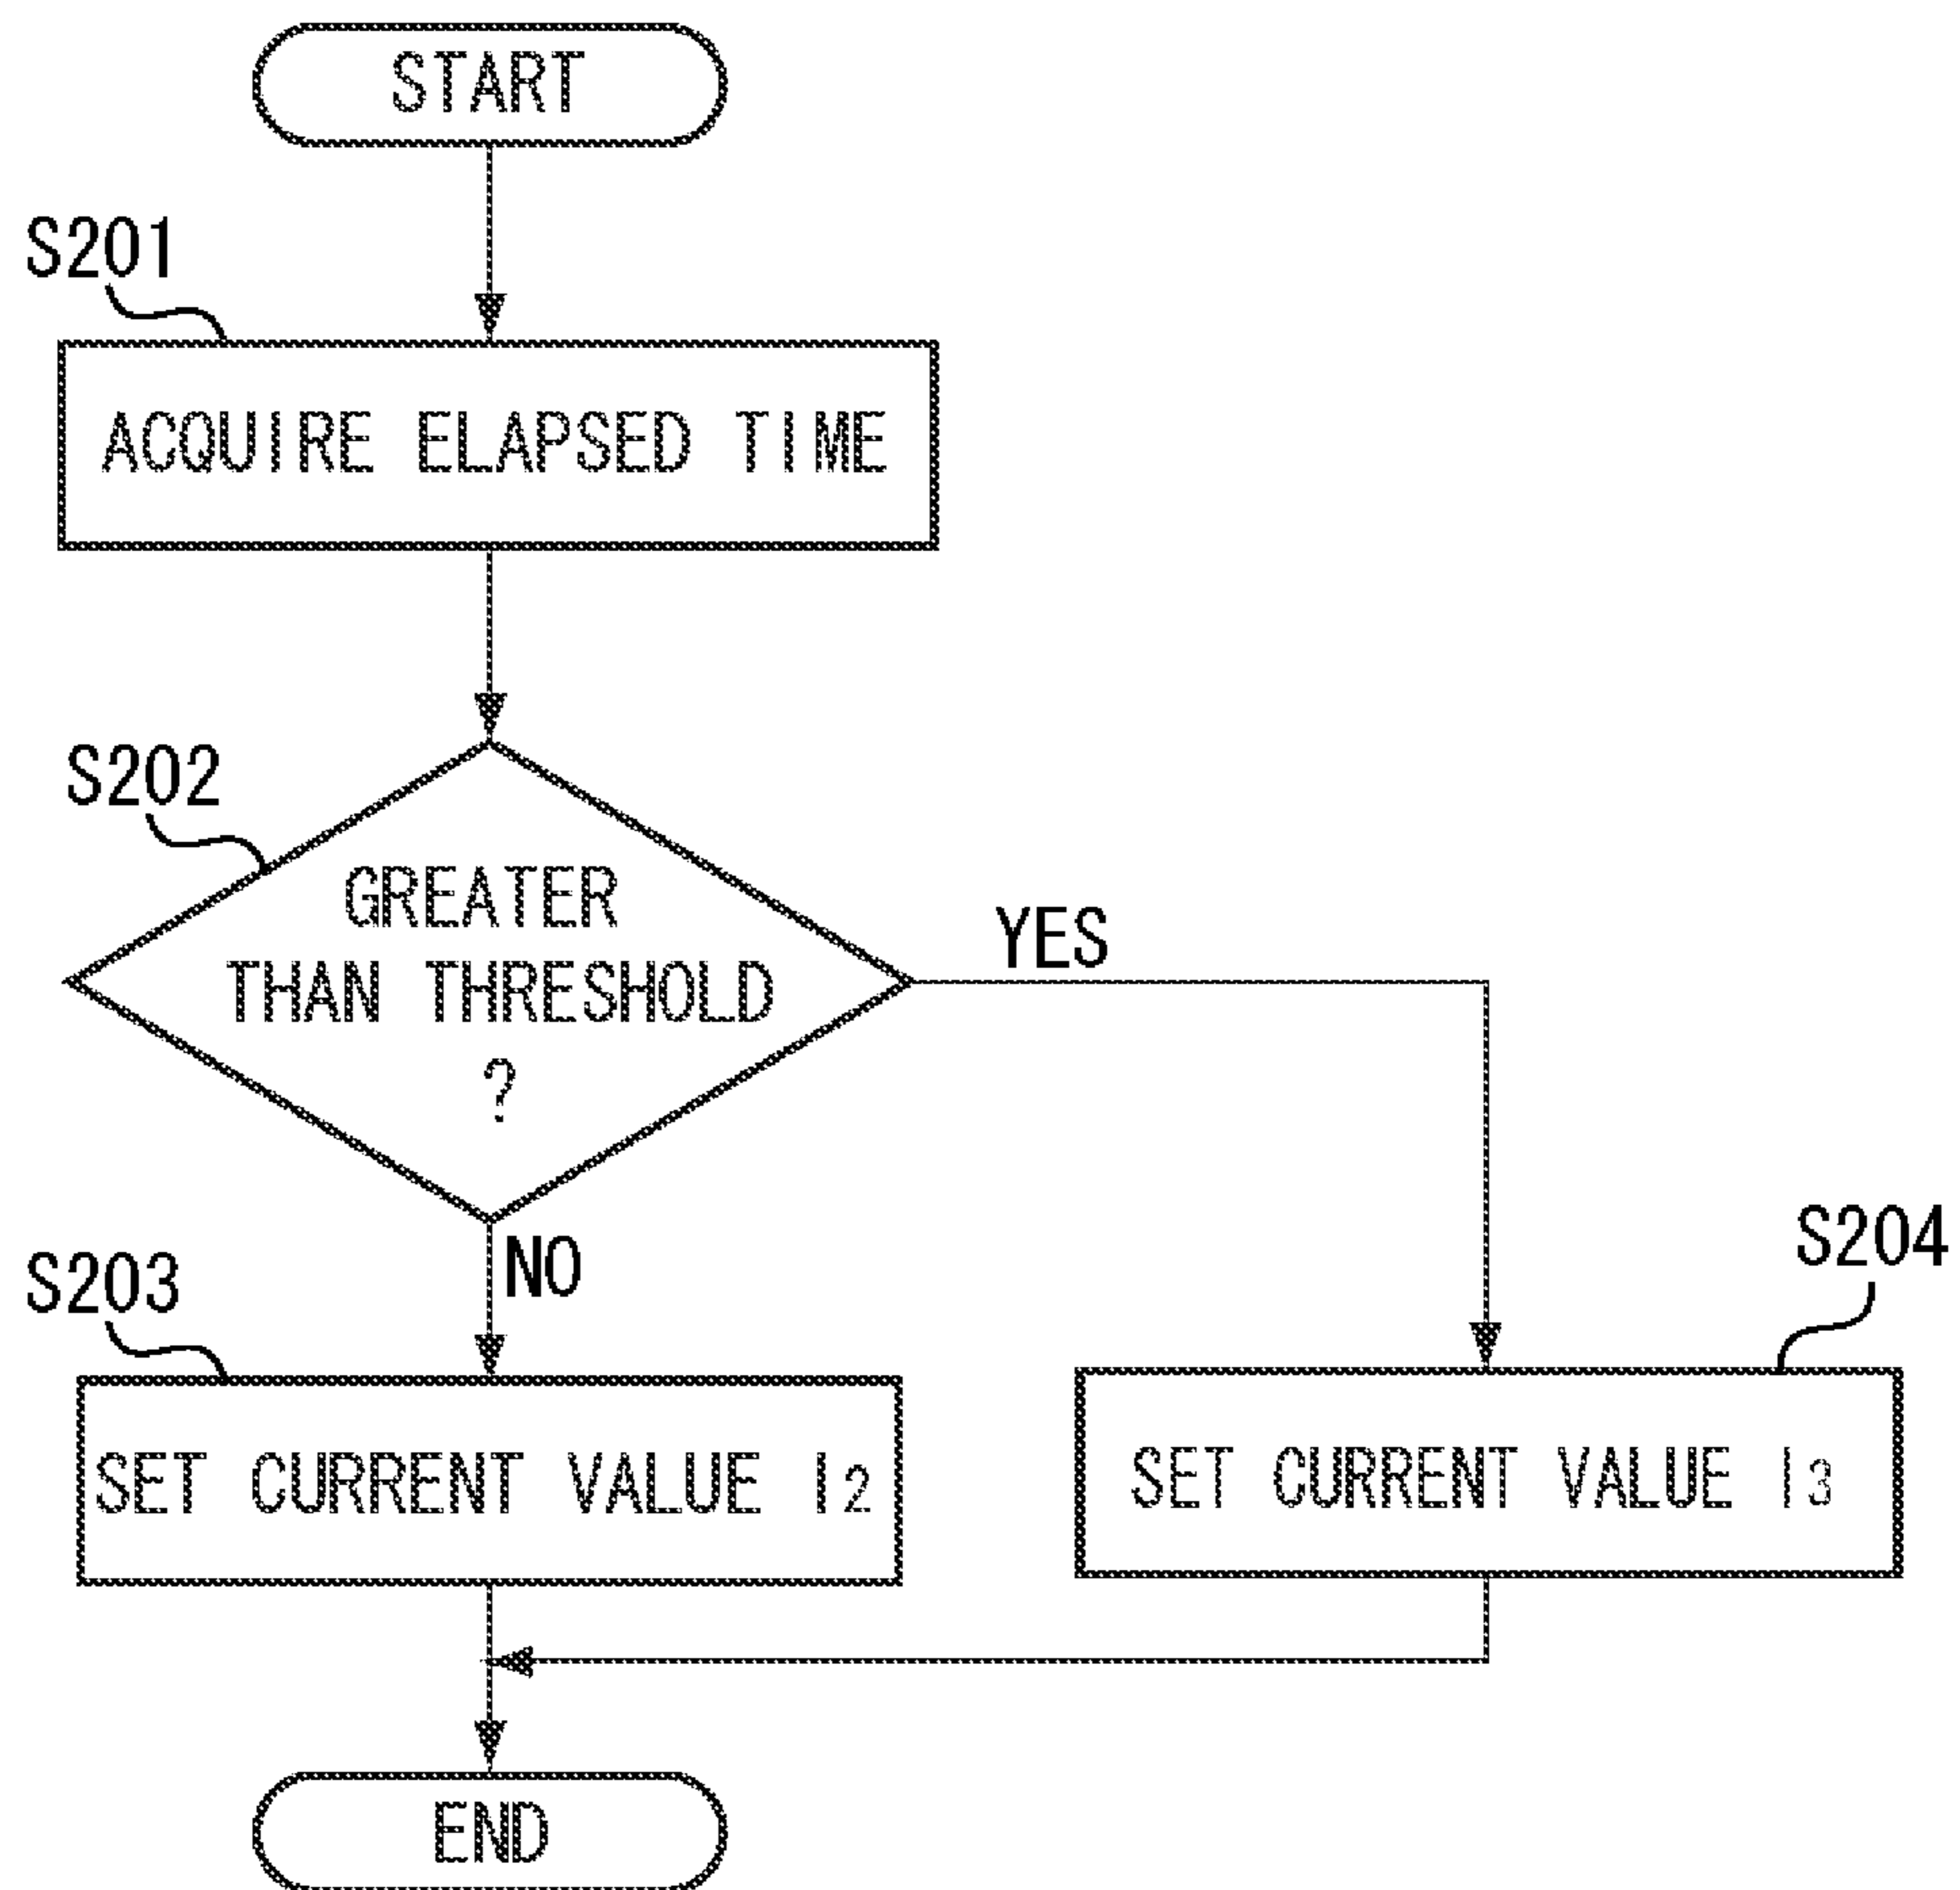 START
S201
ACQUIRE ELAPSED TIME
S202
GREATER
THAN THRESHOLD
?
YES
NO
S203
SET CURRENT VALUE I2
S204
SET CURRENT VALUE I3
END